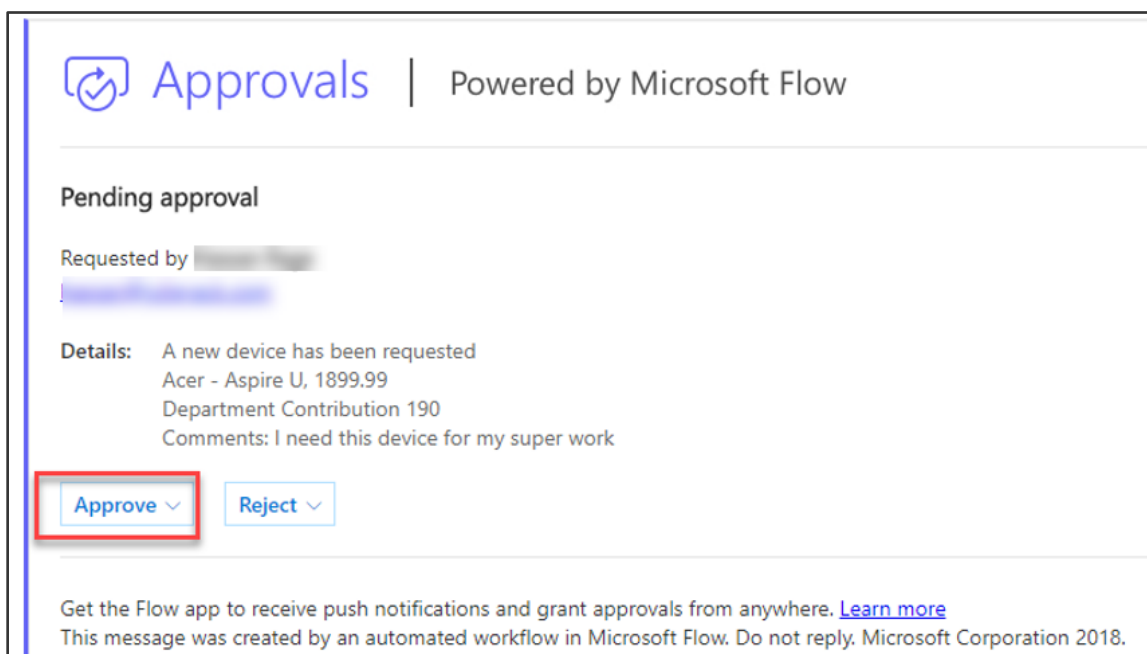 Approvals | Powered by Microsoft Flow
Pending approval
Requested by
Details: A new device has been requested
Acer - Aspire U, 1899.99
Department Contribution 190
Comments: I need this device for my super work
Approve Reject
Get the Flow app to receive push notifications and grant approvals from anywhere. Learn more
This message was created by an automated workflow in Microsoft Flow. Do not reply. Microsoft Corporation 2018.